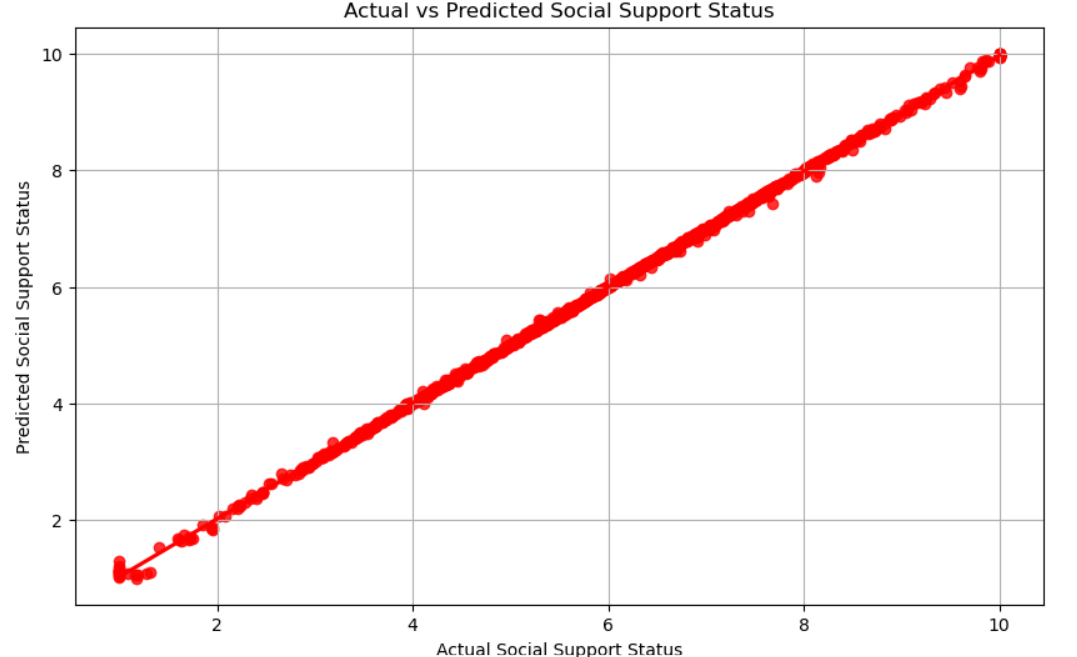 Actual vs Predicted Social Support Status
10
8
6
4
2
Predicted Social Support Status
2 4 6 8 10
Actual Social Support Status